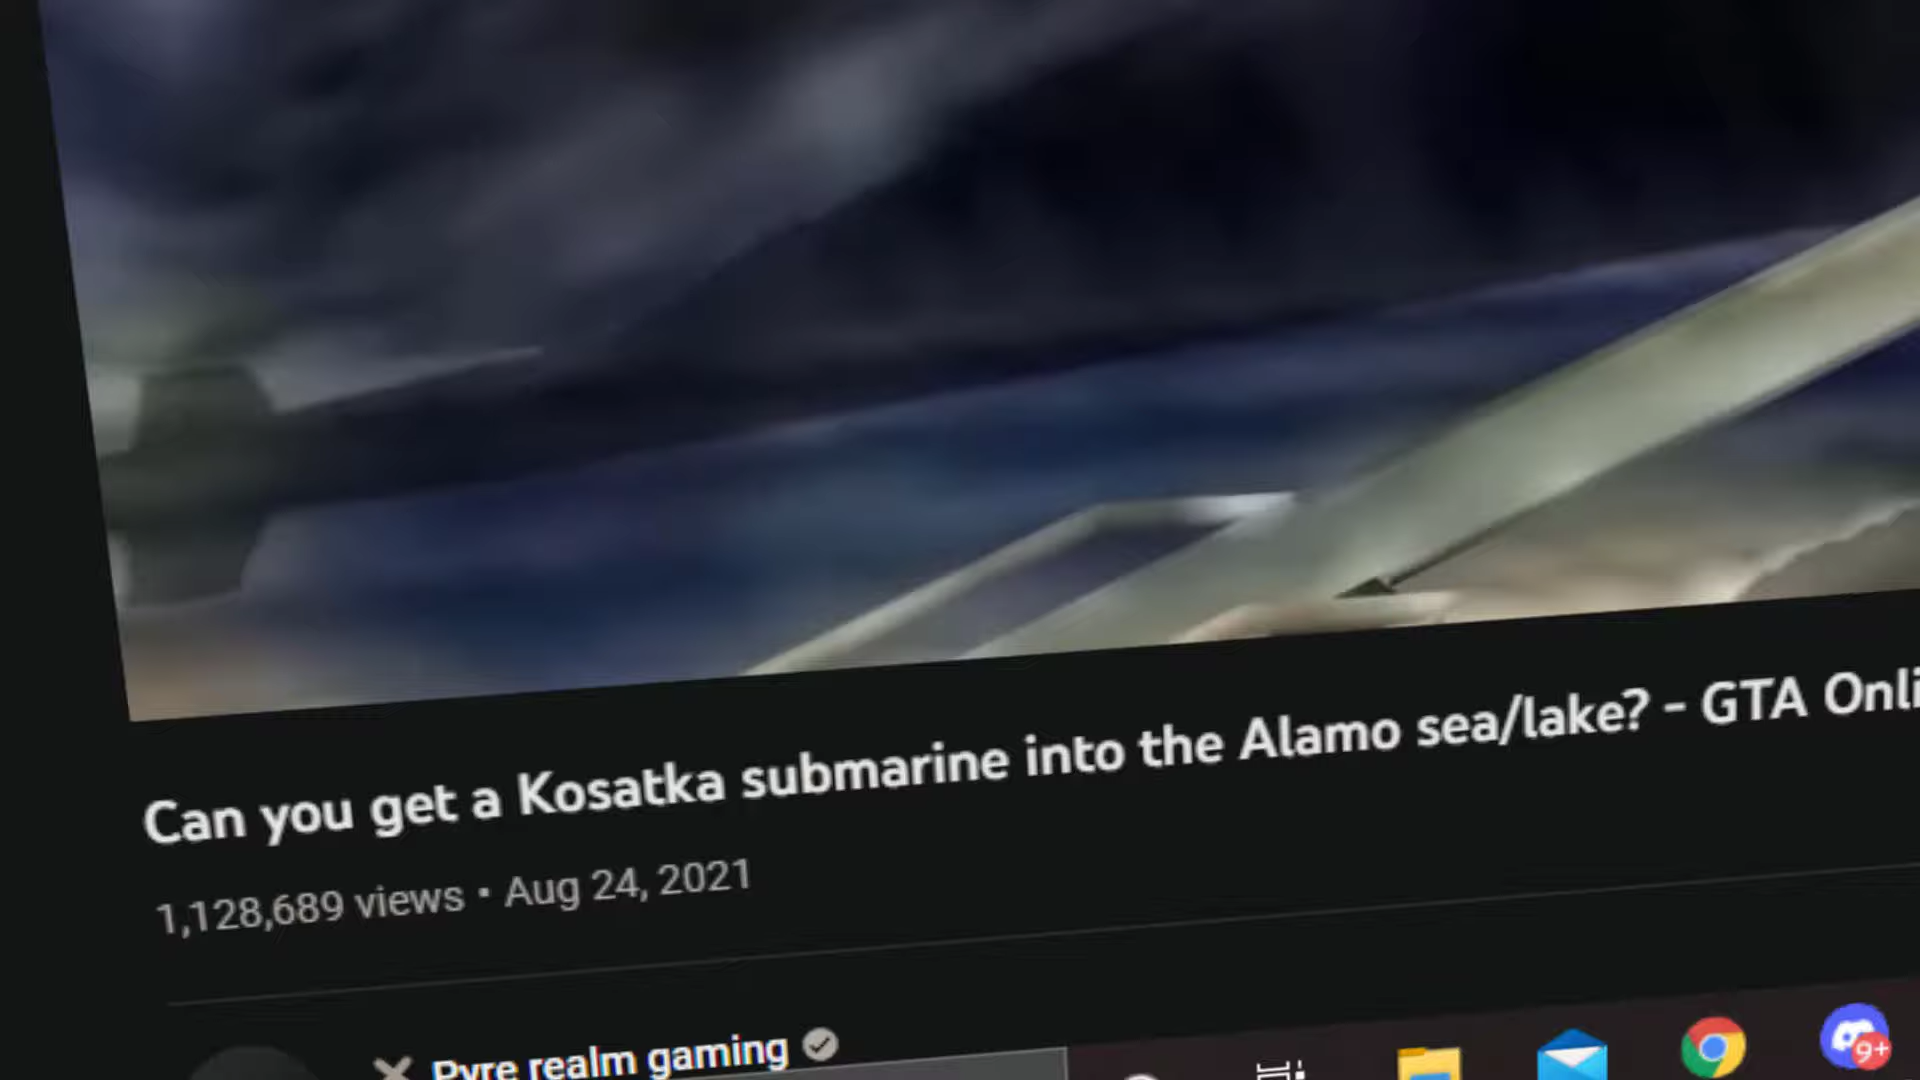 Can you get a Kosatka submarine into the Alamo sea/lake? - GTA Onli
1,128,689 views • Aug 24, 2021
Pyre realm gaming
9+